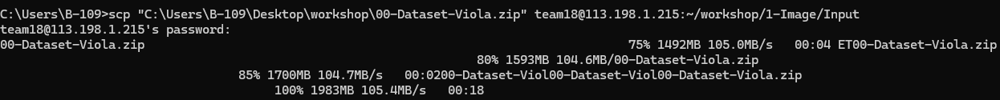 C:\Users\B-109>scp "C:\Users\B-109\Desktop\workshop\00-Dataset-Viola.zip" team18@113.198.1.215:~/workshop/1-Image/Input
team18@113.198.1.215's password:
00-Dataset-Viola.zip 75% 1492MB 105.0MB/s 00:04 ET00-Dataset-Viola.zip
80% 1593MB 104.6MB/00-Dataset-Viola.zip
85% 1700MB 104.7MB/s 00:0200-Dataset-Viol00-Dataset-Viol00-Dataset-Viola.zip
100% 1983MB 105.4MB/s 00:18